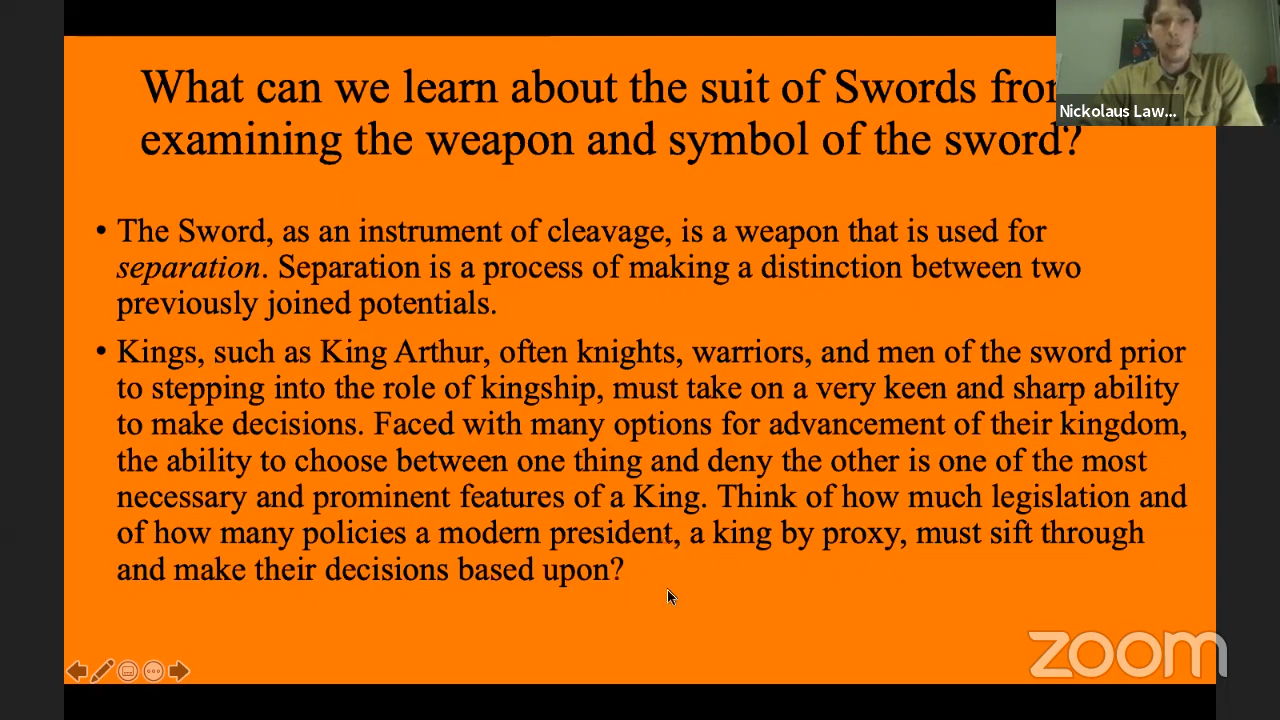 What can we learn about the suit of Swords from
examining the weapon and symbol of the sword?
Nickolaus Law...
• The Sword, as an instrument of cleavage, is a weapon that is used for
separation. Separation is a process of making a distinction between two
previously joined potentials.
• Kings, such as King Arthur, often knights, warriors, and men of the sword prior
to stepping into the role of kingship, must take on a very keen and sharp ability
to make decisions. Faced with many options for advancement of their kingdom,
the ability to choose between one thing and deny the other is one of the most
necessary and prominent features of a King. Think of how much legislation and
of how many policies a modern president, a king by proxy, must sift through
and make their decisions based upon?
zoom